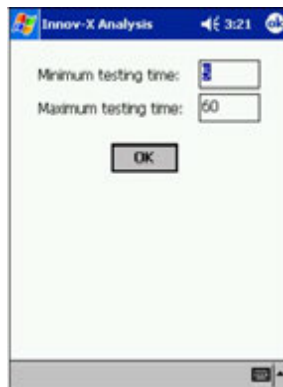 Innov-X Analysis 3:21 ok
Minimum testing time:
Maximum testing time: 60
OK